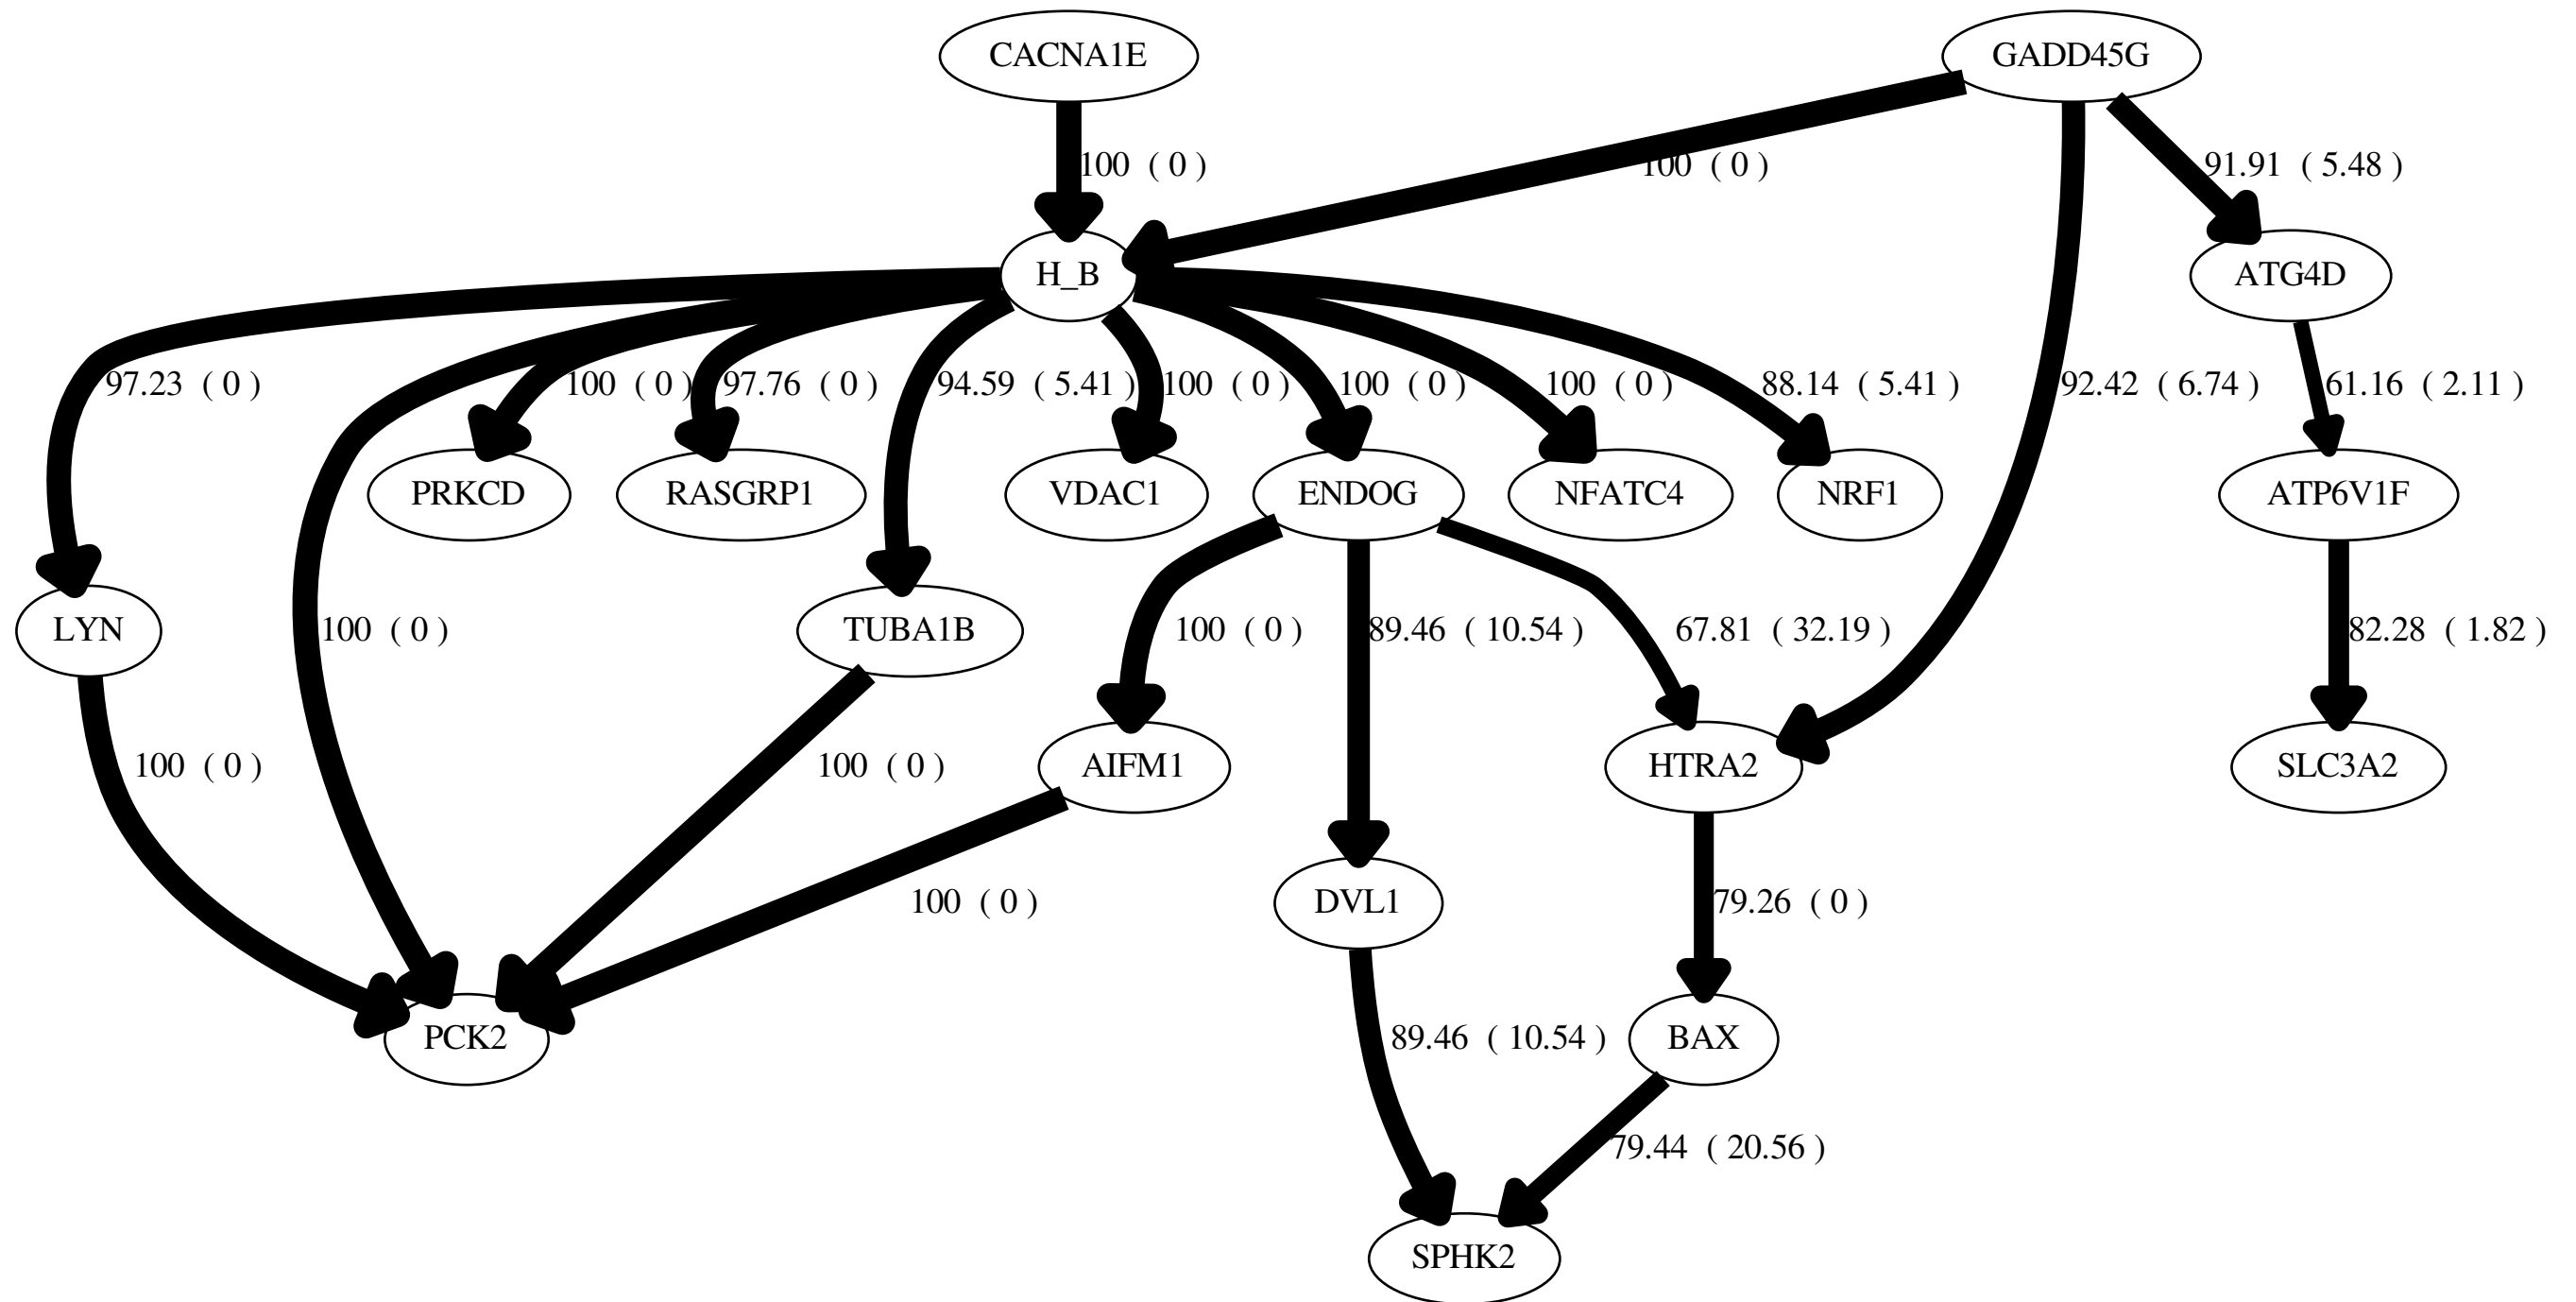 CACNA1E
GADD45G
100 ( 0 )
100 ( 0 )
91.91 ( 5.48 )
H_B
ATG4D
97.23 ( 0 )
100 ( 0 )
97.76 ( 0 )
94.59 ( 5.41 )
100 ( 0 )
100 ( 0 )
100 ( 0 )
88.14 ( 5.41 )
92.42 ( 6.74 )
61.16 ( 2.11 )
PRKCD
RASGRP1
VDAC1
ENDOG
NFATC4
NRF1
ATP6V1F
LYN
100 ( 0 )
TUBA1B
100 ( 0 )
89.46 ( 10.54 )
67.81 ( 32.19 )
82.28 ( 1.82 )
100 ( 0 )
100 ( 0 )
AIFM1
HTRA2
SLC3A2
100 ( 0 )
DVL1
79.26 ( 0 )
PCK2
89.46 ( 10.54 )
BAX
79.44 ( 20.56 )
SPHK2